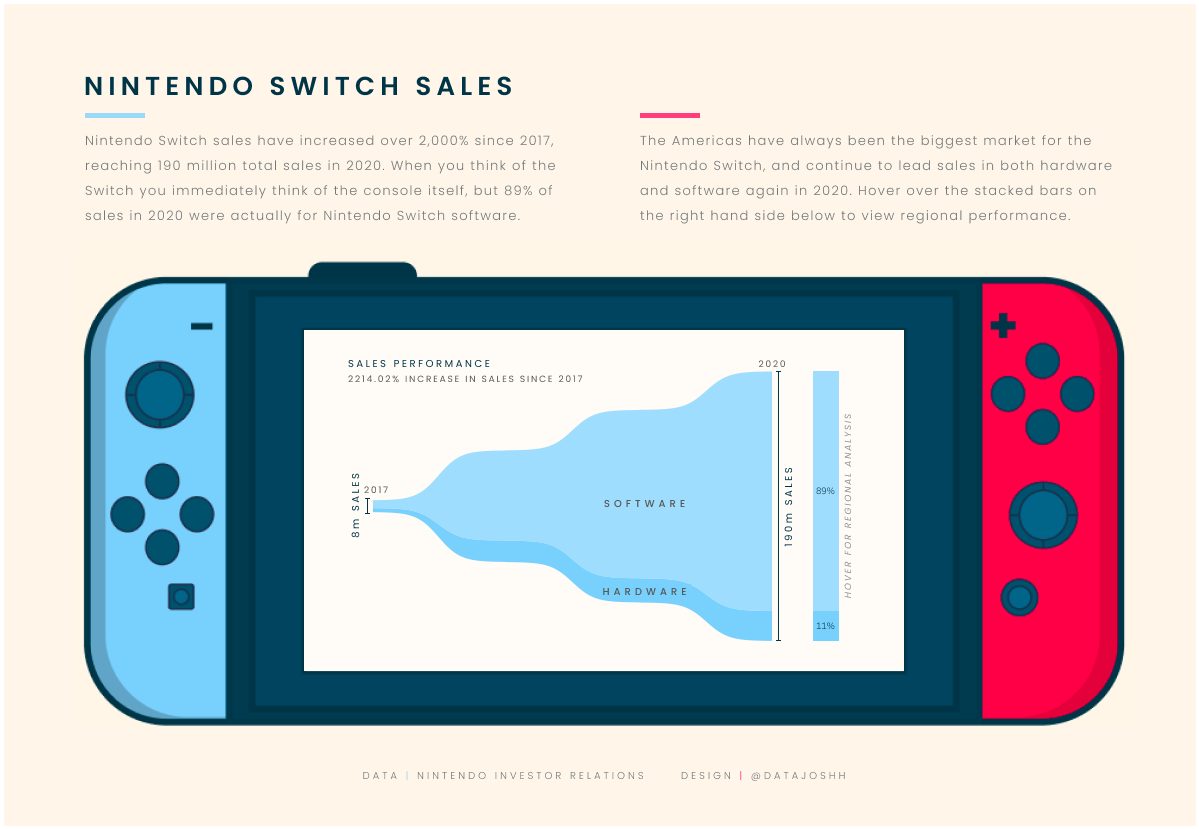 NINTENDO SWITCH SALES
Nintendo Switch sales have increased over 2,000% since 2017,
reaching 190 million total sales in 2020. When you think of the
Switch you immediately think of the console itself, but 89% of
sales in 2020 were actually for Nintendo Switch software.
The Americas have always been the biggest market for the
Nintendo Switch, and continue to lead sales in both hardware
and software again in 2020. Hover over the stacked bars on
the right hand side below to view regional performance.
SALES PERFORMANCE
2214.02% INCREASE IN SALES SINCE 2017
2020
2017
8m SALES
SOFTWARE
HARDWARE
190m SALES
89%
11%
HOVER FOR REGIONAL ANALYSIS
DATA | NINTENDO INVESTOR RELATIONS
DESIGN | @DATAJOSHH